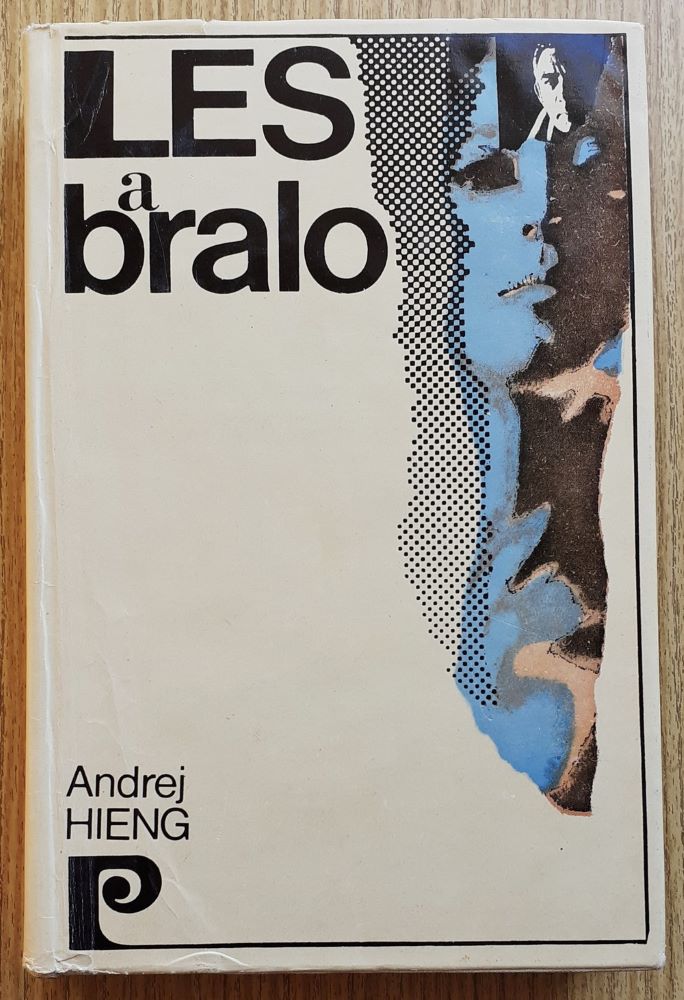 LES
a
bralo
Andrej
HIENG